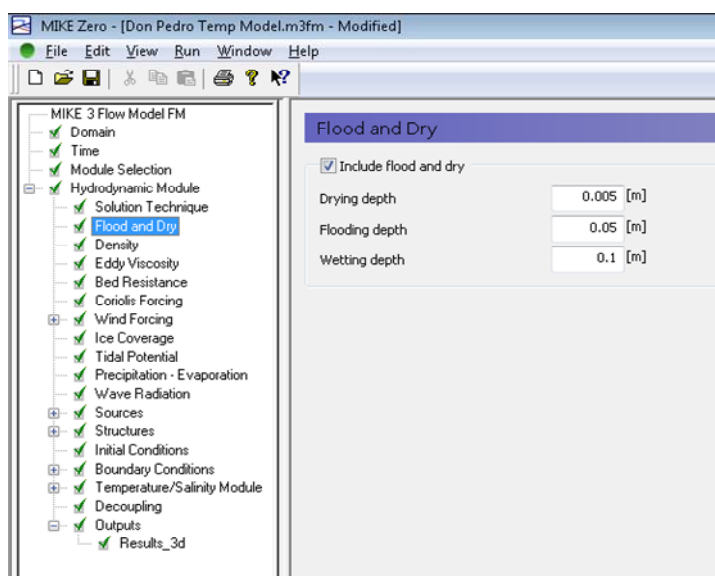 MIKE Zero - [Don Pedro Temp Model.m3fm - Modified]
File Edit View Run Window Help
MIKE 3 Flow Model FM
Domain
Time
Module Selection
Hydrodynamic Module
Solution Technique
Flood and Dry
Density
Eddy Viscosity
Bed Resistance
Coriolis Forcing
Wind Forcing
Ice Coverage
Tidal Potential
Precipitation - Evaporation
Wave Radiation
Sources
Structures
Initial Conditions
Boundary Conditions
Temperature/Salinity Module
Decoupling
Outputs
Results_3d
Flood and Dry
Include flood and dry
Drying depth 0.005 [m]
Flooding depth 0.05 [m]
Wetting depth 0.1 [m]